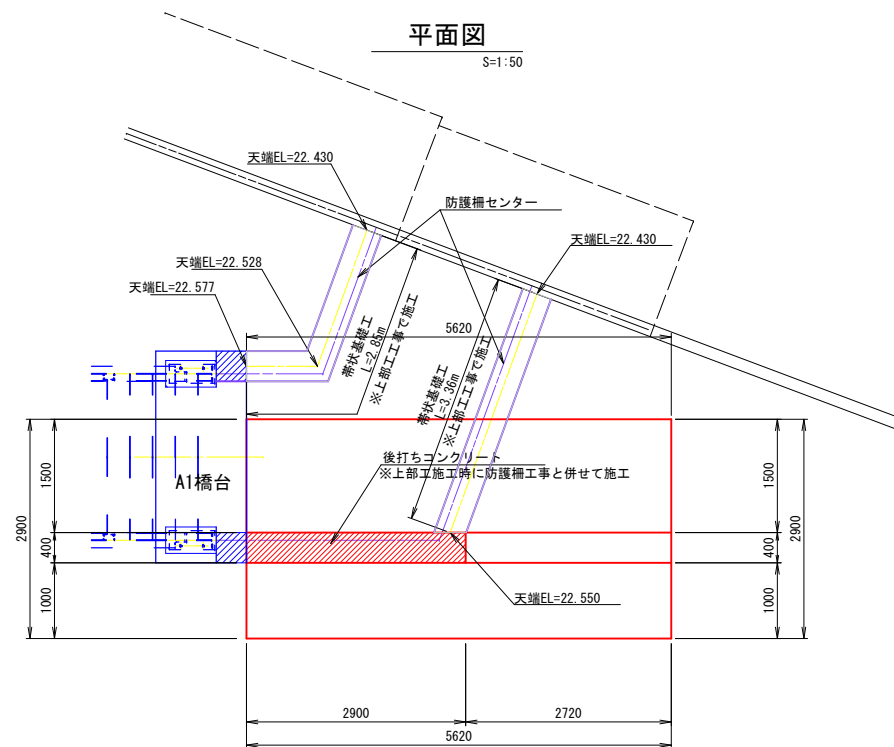 平面図
S=1:50
天端EL=22.430
防護柵センター
天端EL=22.430
天端EL=22.528
天端EL=22.577
5620
帯状基礎工
L=2.85m
※上部工工事で施工
帯状基礎工
L=3.36m
※上部工工事で施工
後打ちコンクリート
※上部工施工時に防護柵工事と併せて施工
A1橋台
1500
400
1000
2900
1500
400
1000
2900
天端EL=22.550
2900
2720
5620